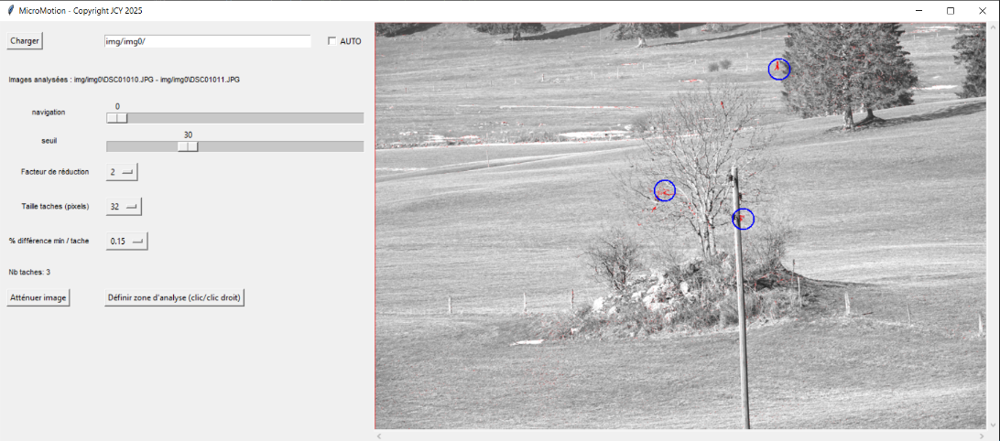 MicroMotion - Copyright JCY 2025
Charger
img/img0/
AUTO
Images analysées : img/img0\DSC01010.JPG - img/img0\DSC01011.JPG
navigation
0
seuil
30
Facteur de réduction
2
Taille taches (pixels)
32
% différence min / tache
0.15
Nb taches: 3
Atténuer image
Définir zone d'analyse (clic/clic droit)